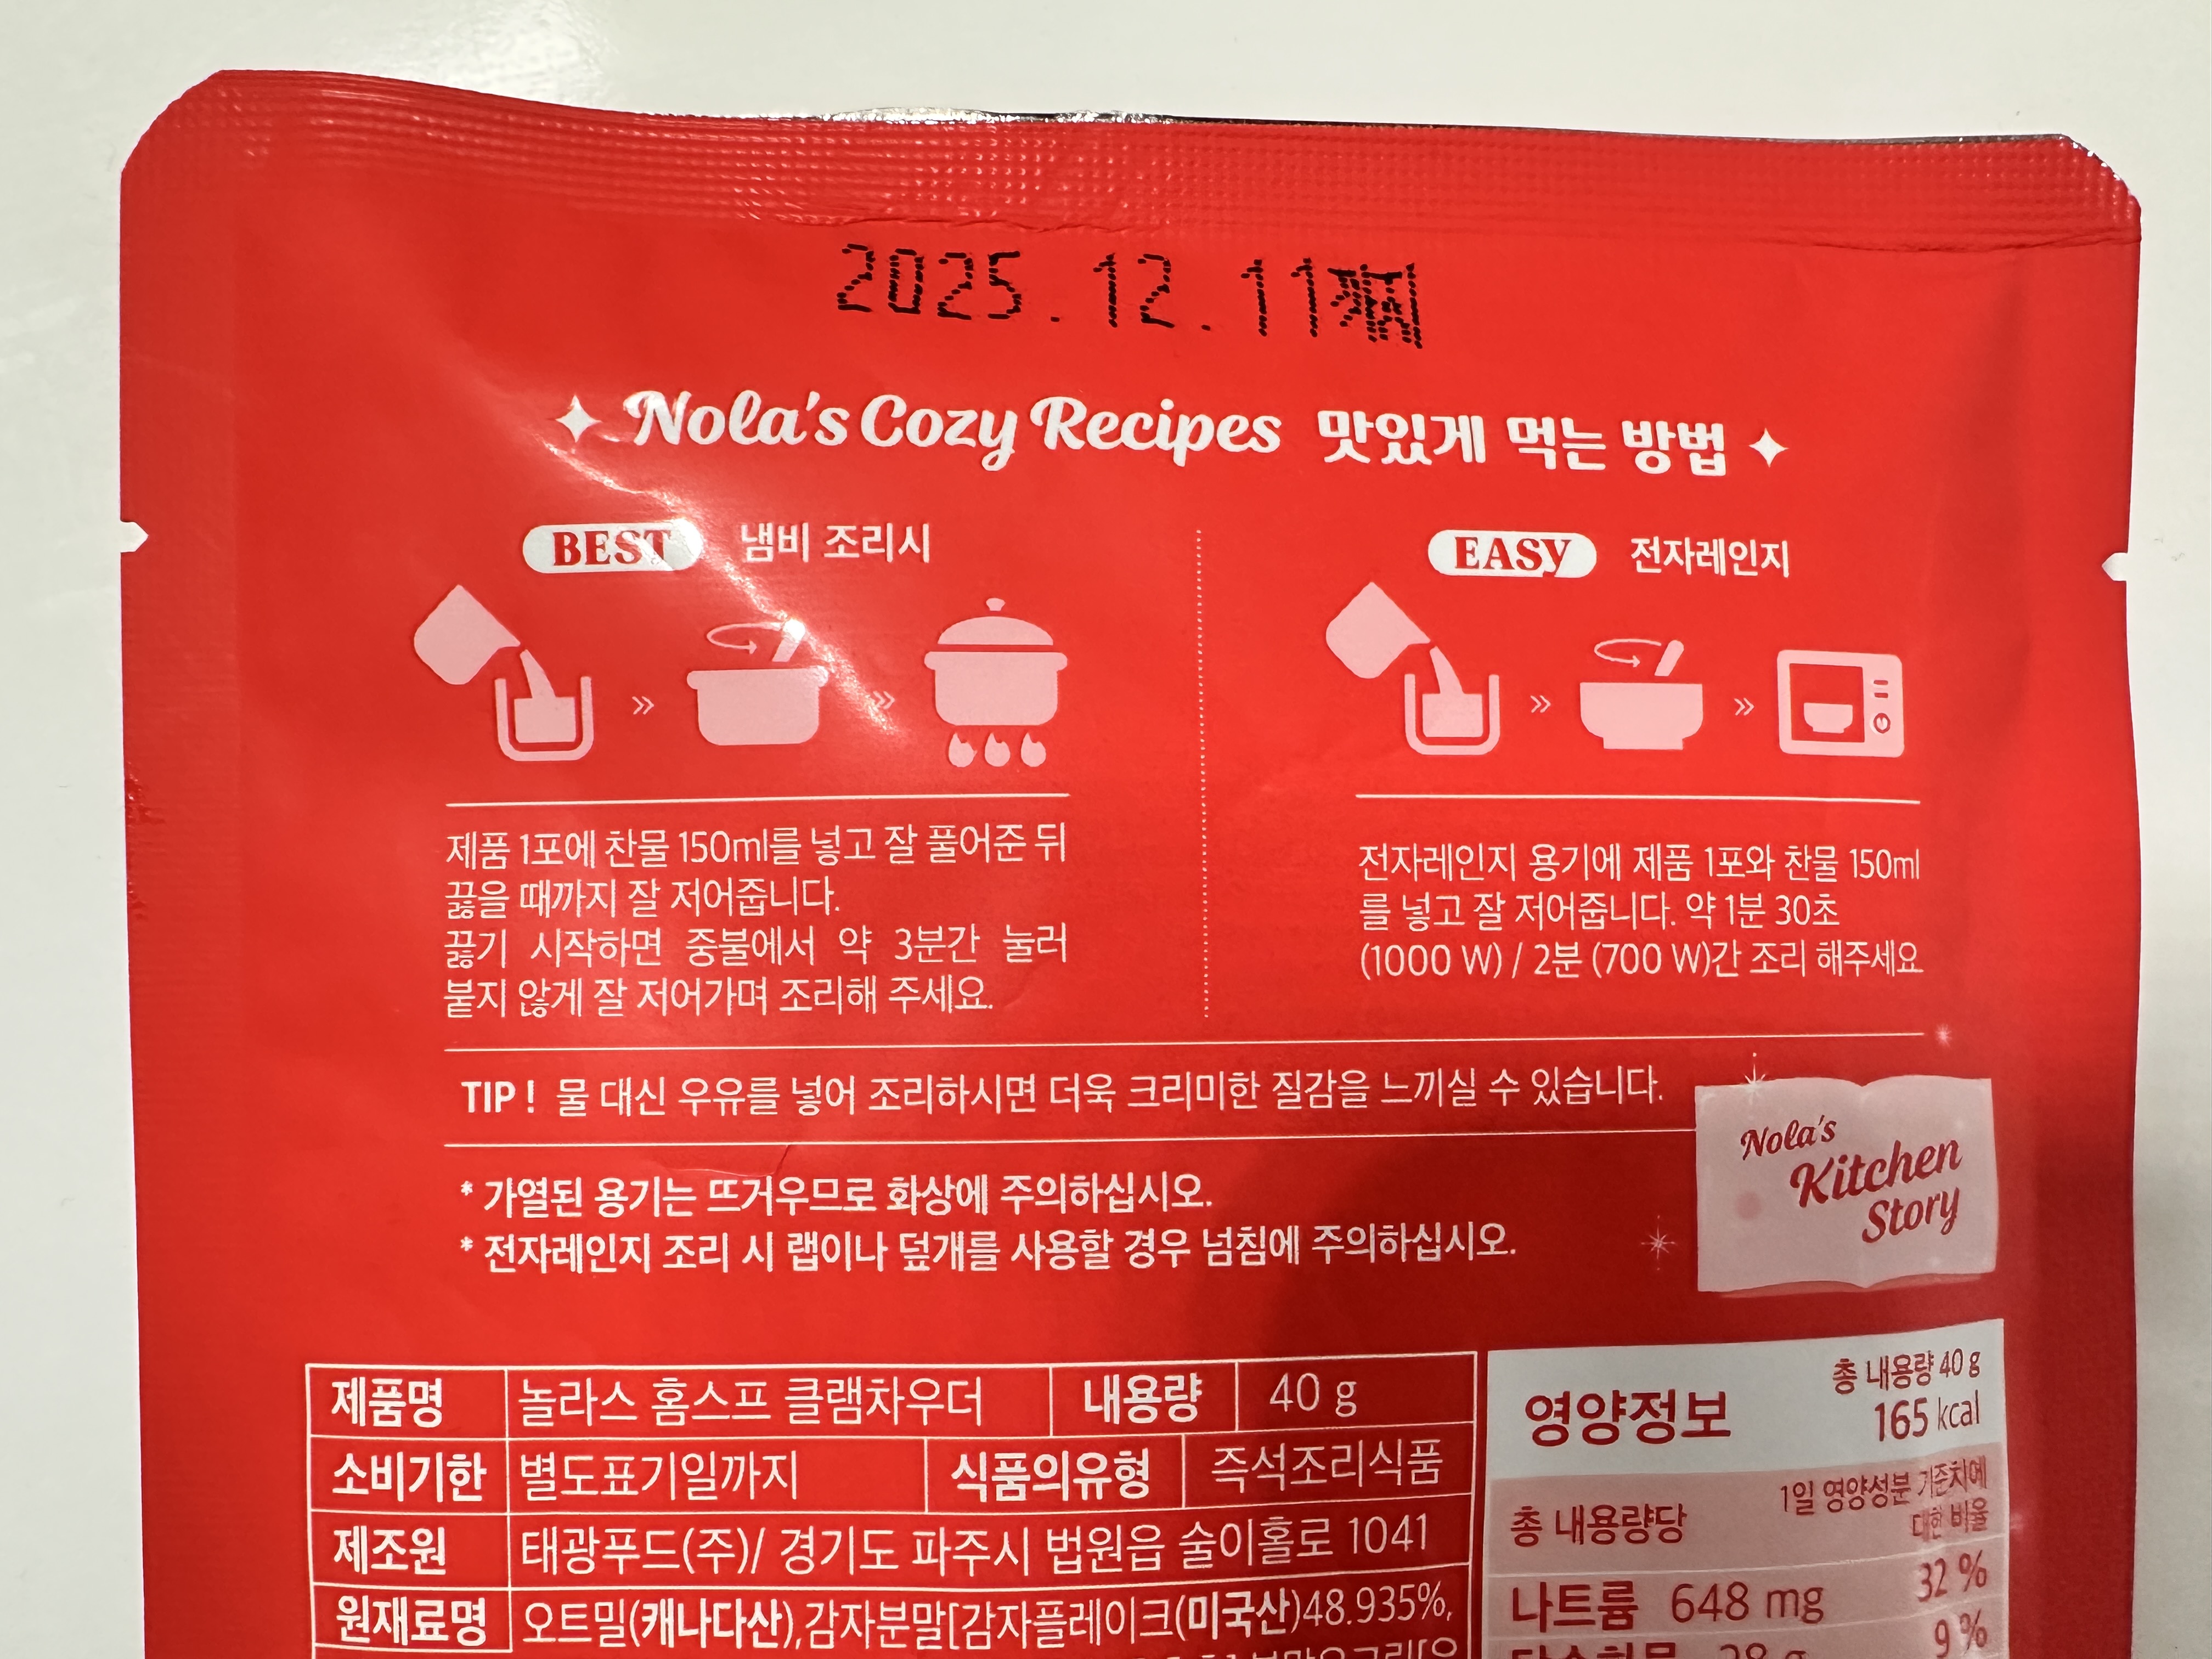 2025.12.11
Nola's Cozy Recipes 맛있게 먹는 방법
BEST 냄비 조리시
제품 1포에 찬물 150ml를 넣고 잘 풀어준 뒤
끓을 때까지 잘 저어줍니다.
끓기 시작하면 중불에서 약 3분간 눌러
붙지 않게 잘 저어가며 조리해 주세요.
EASY 전자레인지
전자레인지 용기에 제품 1포와 찬물 150ml
를 넣고 잘 저어줍니다. 약 1분 30초
(1000 W) / 2분 (700 W)간 조리 해주세요
TIP ! 물 대신 우유를 넣어 조리하시면 더욱 크리미한 질감을 느끼실 수 있습니다.
* 가열된 용기는 뜨거우므로 화상에 주의하십시오.
* 전자레인지 조리 시 랩이나 덮개를 사용할 경우 넘침에 주의하십시오.
Nola's
Kitchen
Story
제품명 놀라스 홈스프 클램차우더 내용량 40 g
소비기한 별도표기일까지 식품의유형 즉석조리식품
제조원 태광푸드(주)/ 경기도 파주시 법원읍 술이홀로 1041
원재료명 오트밀(캐나다산),감자분말[감자플레이크(미국산)48.935%,
영양정보
총 내용량 40 g
165 kcal
총 내용량당
1일 영양성분 기준치에
대한 비율
나트륨 648 mg 32 %
탄수화물 28 g 9 %